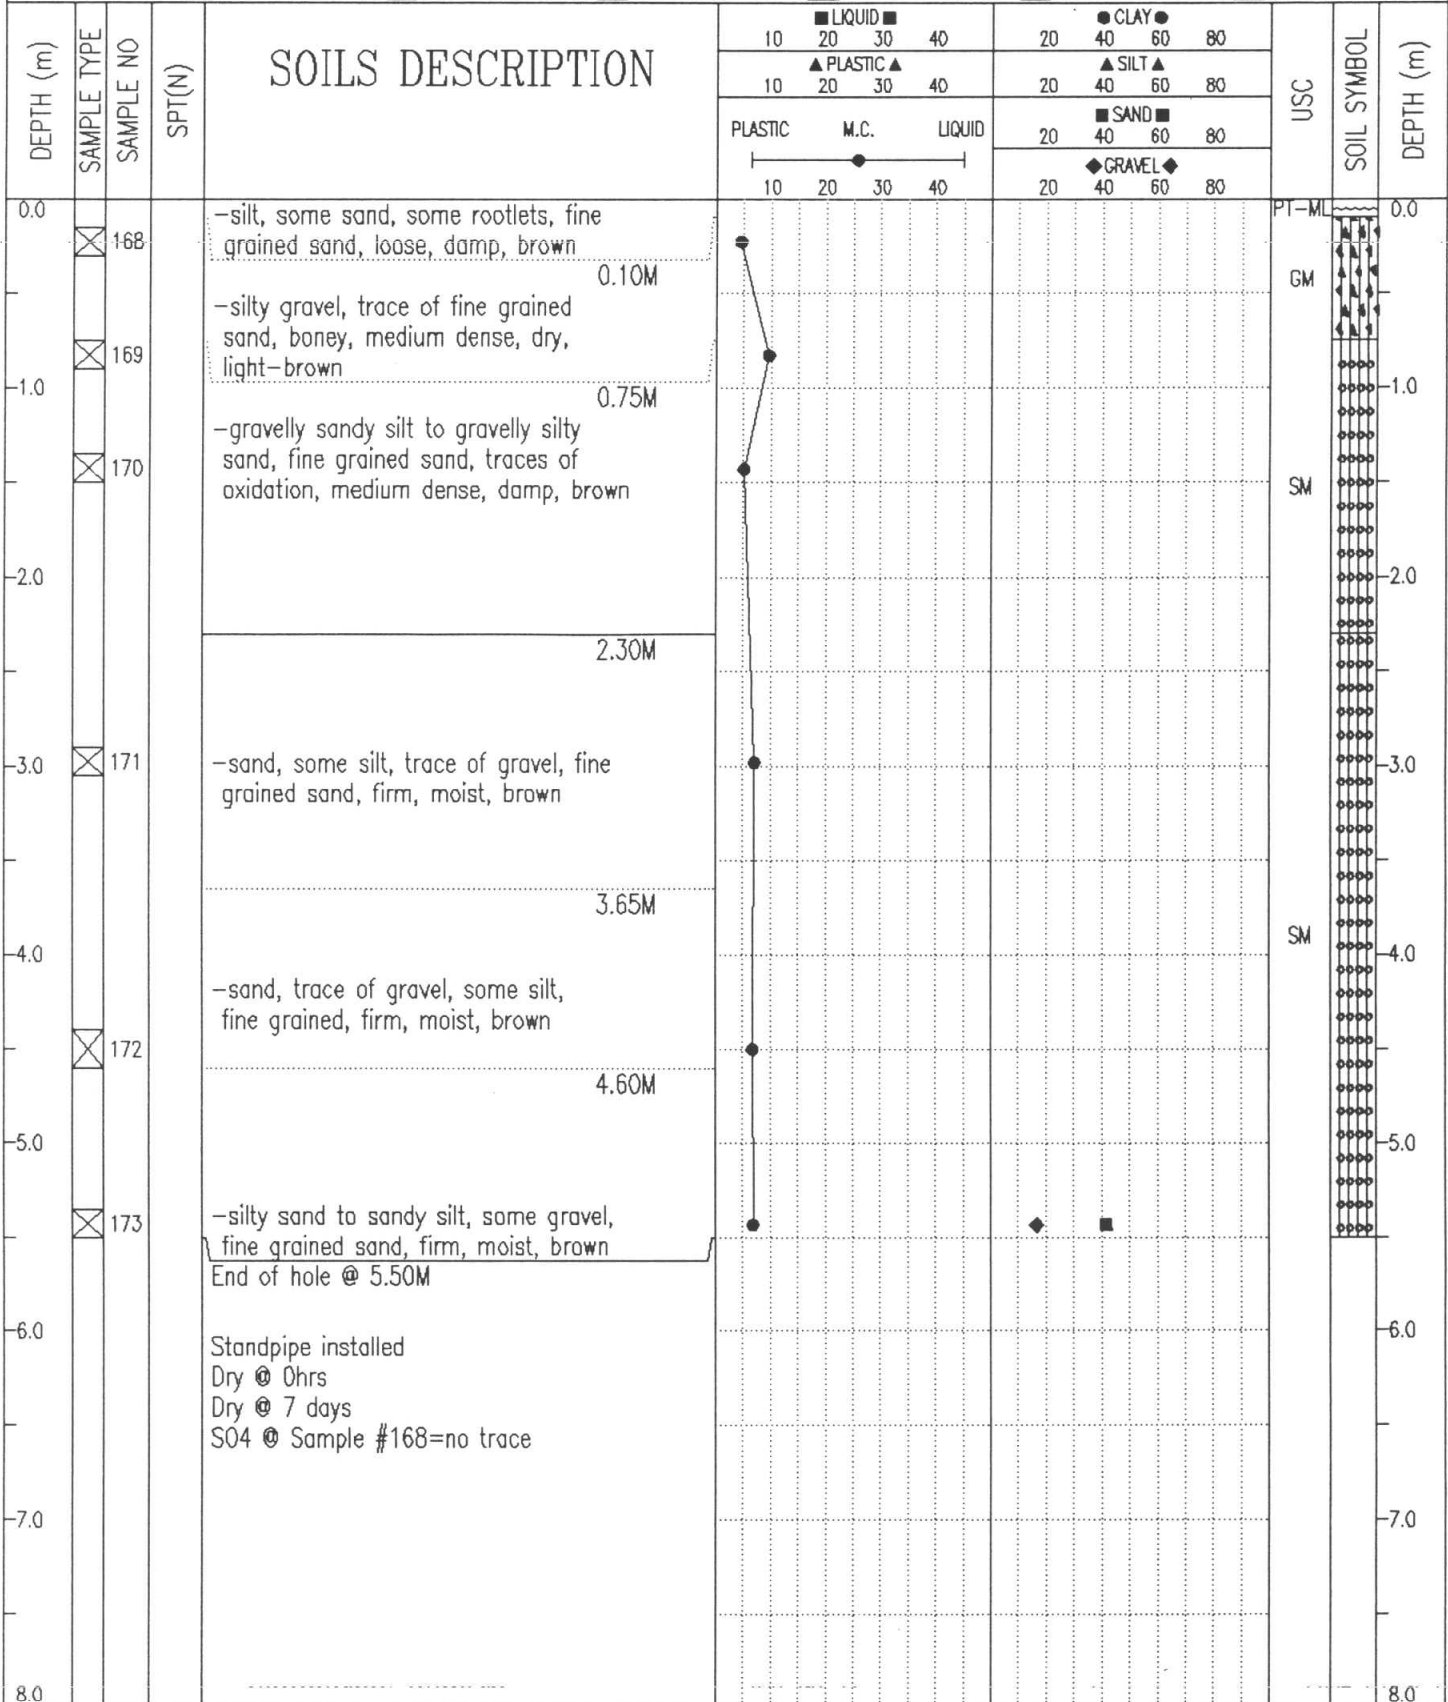 DEPTH (m)
SAMPLE TYPE
SAMPLE NO
SPT(N)
SOILS DESCRIPTION
■ LIQUID ■
10 20 30 40
▲ PLASTIC ▲
10 20 30 40
PLASTIC M.C. LIQUID
10 20 30 40
● CLAY ●
20 40 60 80
▲ SILT ▲
20 40 60 80
■ SAND ■
20 40 60 80
◆ GRAVEL ◆
20 40 60 80
USC
SOIL SYMBOL
DEPTH (m)
0.0
-silt, some sand, some rootlets, fine
PT-ML
0.0
168
grained sand, loose, damp, brown
0.10M
GM
-silty gravel, trace of fine grained
sand, boney, medium dense, dry,
169
light-brown
-1.0
0.75M
-1.0
-gravelly sandy silt to gravelly silty
170
sand, fine grained sand, traces of
oxidation, medium dense, damp, brown
SM
-2.0
-2.0
2.30M
-3.0
171
-sand, some silt, trace of gravel, fine
-3.0
grained sand, firm, moist, brown
3.65M
SM
-4.0
-4.0
-sand, trace of gravel, some silt,
fine grained, firm, moist, brown
172
4.60M
-5.0
-5.0
173
-silty sand to sandy silt, some gravel,
fine grained sand, firm, moist, brown
End of hole @ 5.50M
-6.0
-6.0
Standpipe installed
Dry @ 0hrs
Dry @ 7 days
SO4 @ Sample #168=no trace
-7.0
-7.0
8.0
8.0